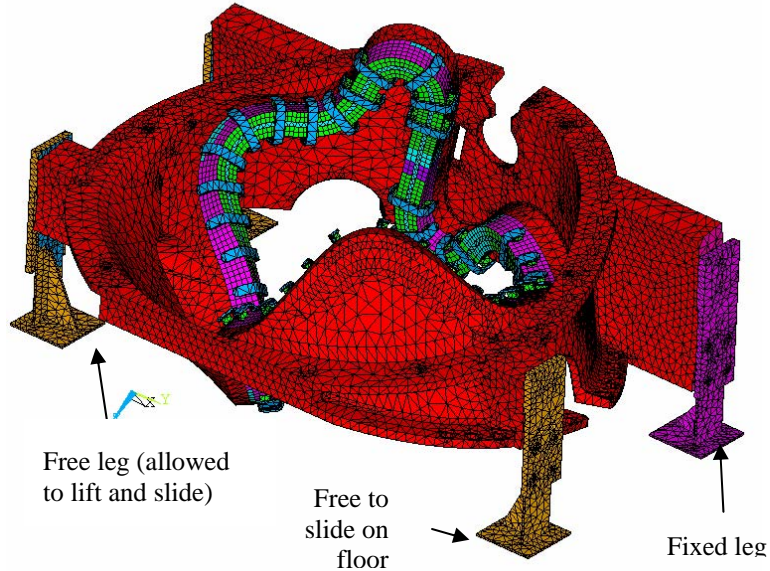 X Y
Free leg (allowed
to lift and slide)
Free to
slide on
floor
Fixed leg